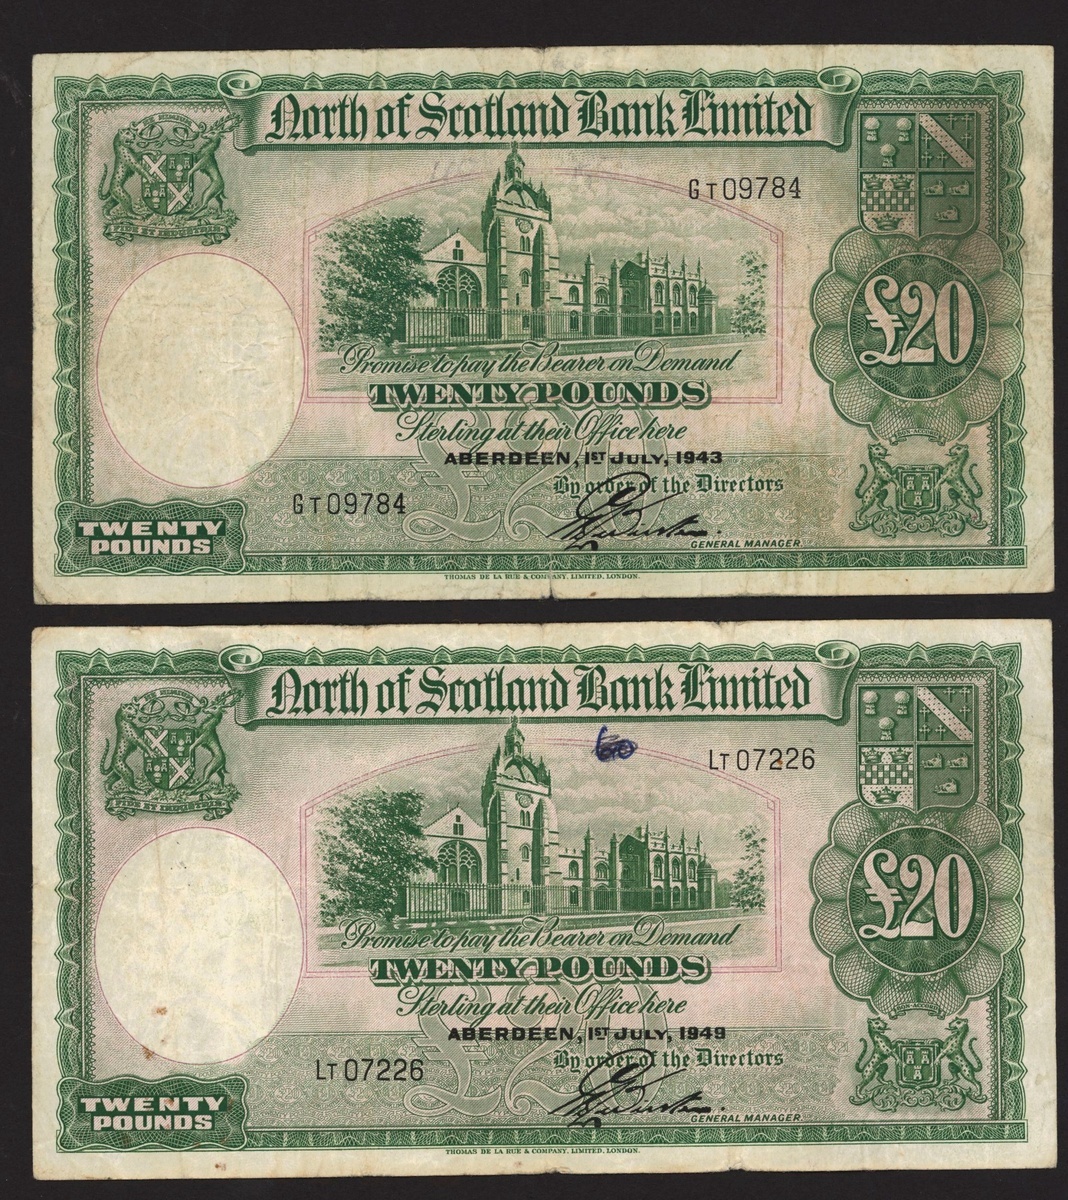 North of Scotland Bank Limited
GT 09784
£20
Promise to pay the Bearer on Demand
TWENTY POUNDS
Sterling at their Office here
ABERDEEN, 1ST JULY, 1943
By order of the Directors
GT 09784
TWENTY
POUNDS
GENERAL MANAGER.
THOMAS DE LA RUE & COMPANY, LIMITED, LONDON.
North of Scotland Bank Limited
LT 07226
£20
Promise to pay the Bearer on Demand
TWENTY POUNDS
Sterling at their Office here
ABERDEEN, 1ST JULY, 1949
By order of the Directors
LT 07226
TWENTY
POUNDS
GENERAL MANAGER
THOMAS DE LA RUE & COMPANY, LIMITED, LONDON.